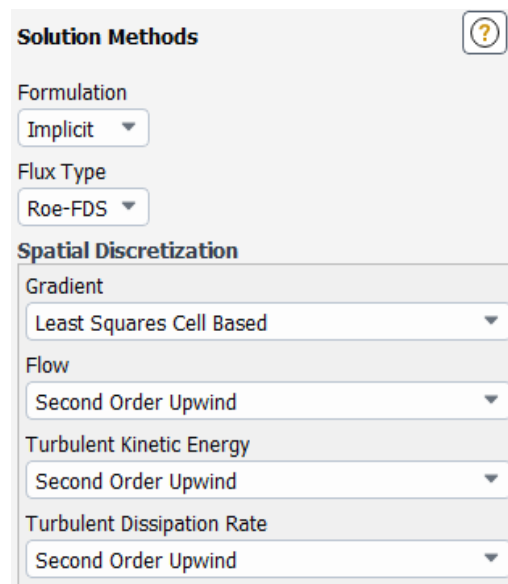 Solution Methods
?
Formulation
Implicit
Flux Type
Roe-FDS
Spatial Discretization
Gradient
Least Squares Cell Based
Flow
Second Order Upwind
Turbulent Kinetic Energy
Second Order Upwind
Turbulent Dissipation Rate
Second Order Upwind